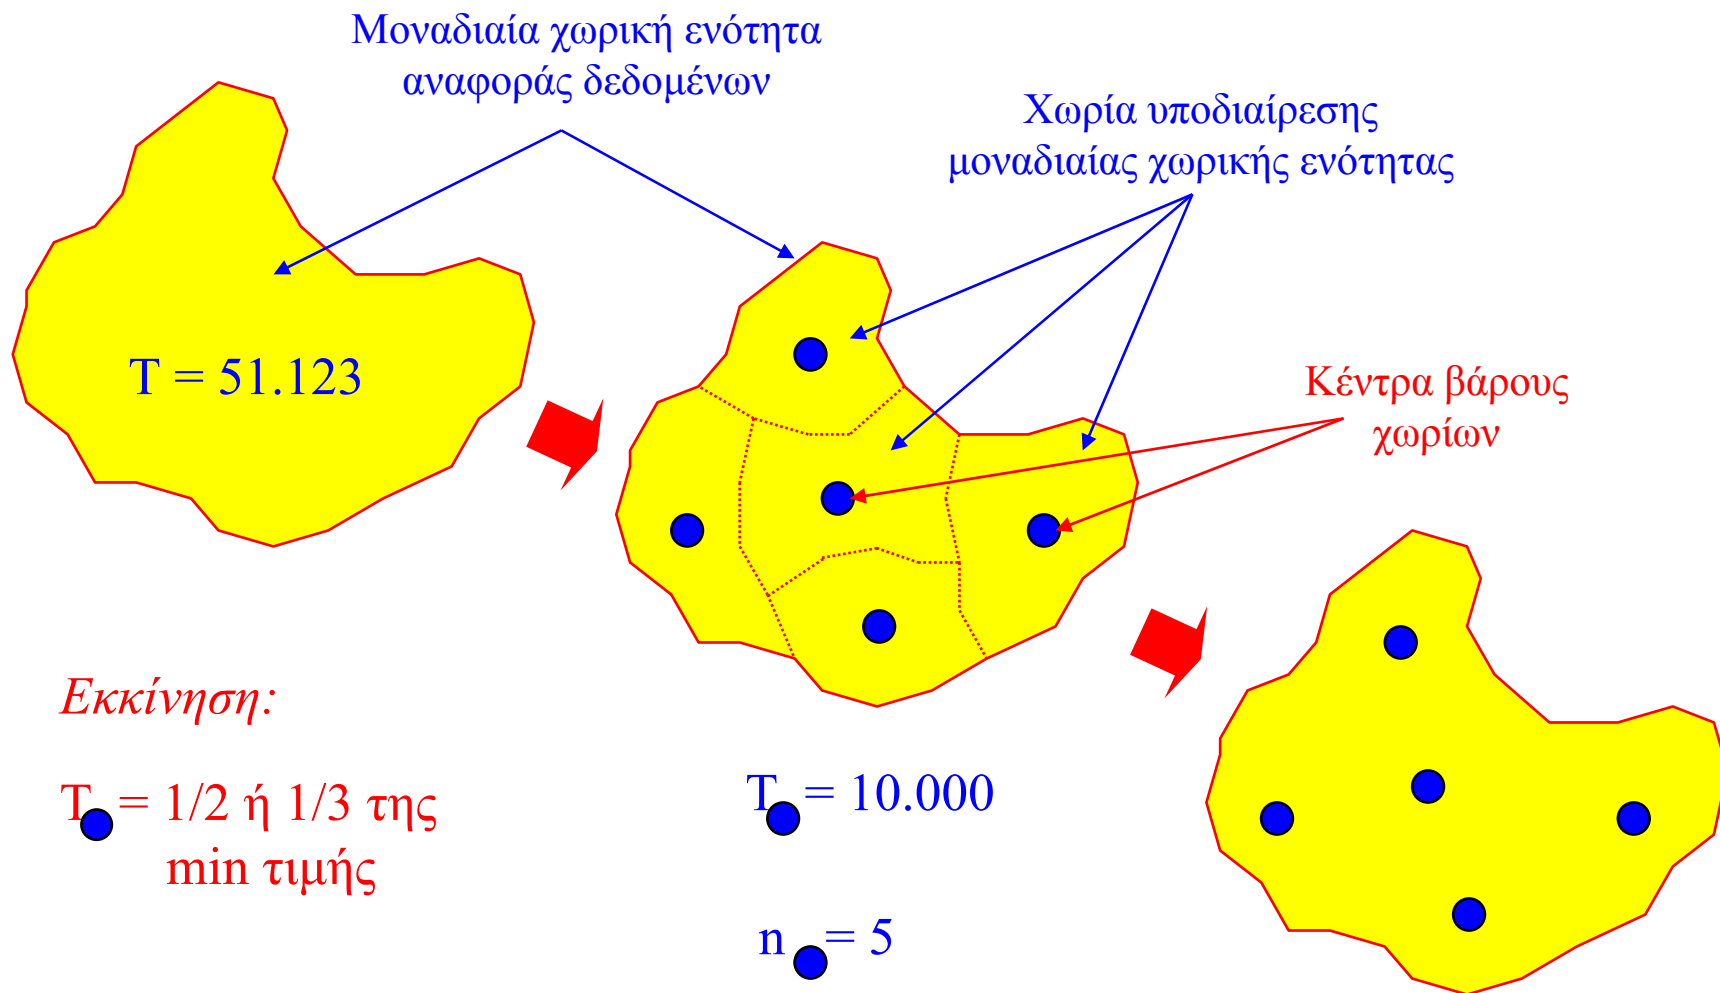 Μοναδιαία χωρική ενότητα
αναφοράς δεδομένων
Χωρία υποδιαίρεσης
μοναδιαίας χωρικής ενότητας
T = 51.123
Κέντρα βάρους
χωρίων
Εκκίνηση:
T = 1/2 ή 1/3 της
min τιμής
T = 10.000
n = 5